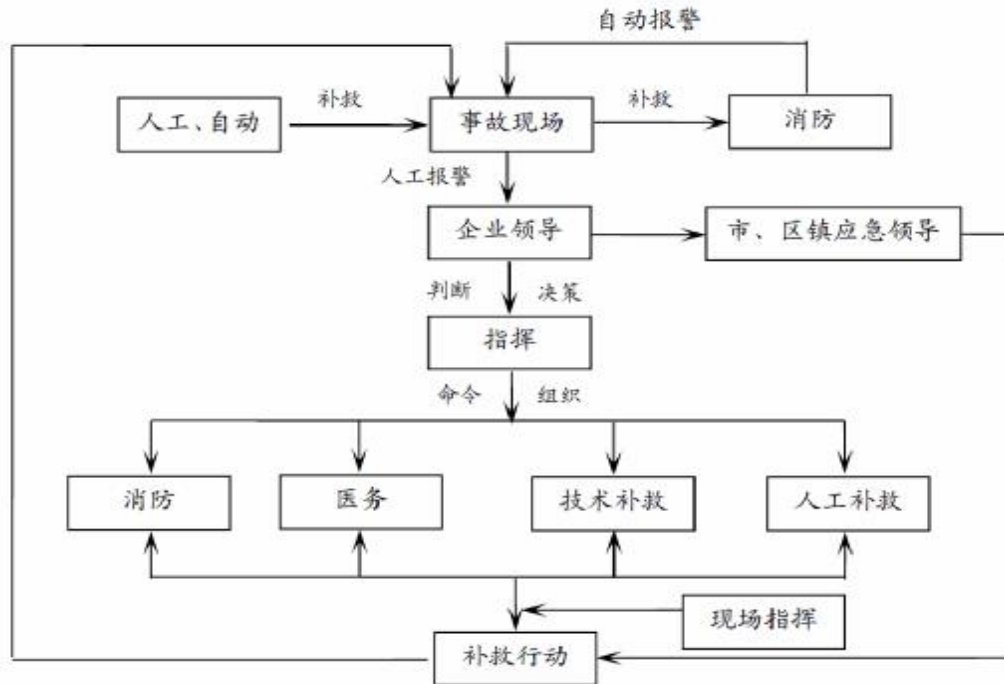 自动报警
人工、自动
补救
事故现场
补救
消防
人工报警
企业领导
市、区镇应急领导
判断
决策
指挥
命令
组织
消防
医务
技术补救
人工补救
现场指挥
补救行动